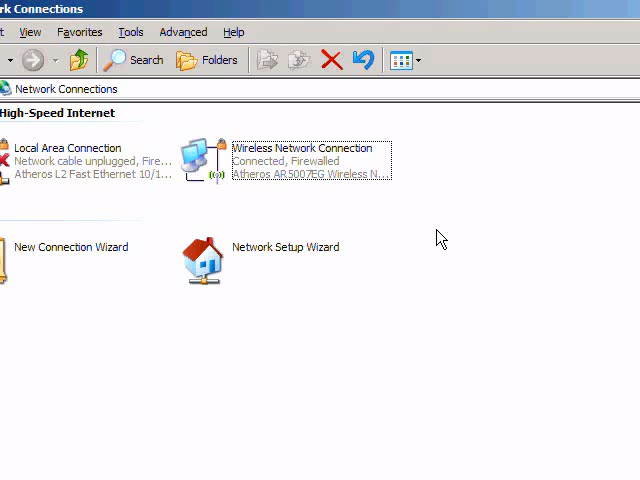 rk Connections
t View Favorites Tools Advanced Help
Search Folders
Network Connections
High-Speed Internet
Local Area Connection
Network cable unplugged, Fire...
Atheros L2 Fast Ethernet 10/1...
Wireless Network Connection
Connected, Firewalled
Atheros AR5007EG Wireless N...
New Connection Wizard
Network Setup Wizard